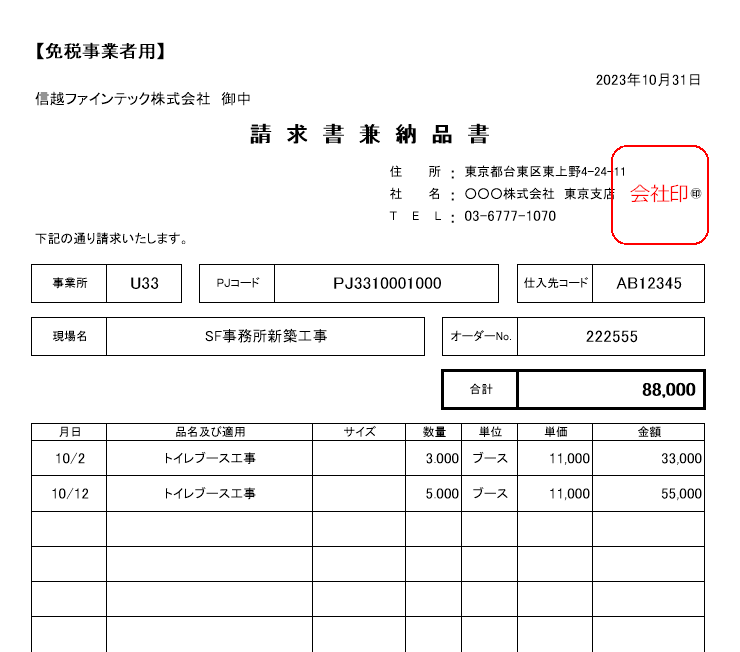 【免税事業者用】
2023年10月31日
信越ファインテック株式会社 御中
請求書兼納品書
住 所 : 東京都台東区東上野4-24-11
社 名 : 〇〇〇株式会社 東京支店 会社印㊞
T E L : 03-6777-1070
下記の通り請求いたします。
事業所 U33 PJコード PJ3310001000 仕入先コード AB12345
現場名 SF事務所新築工事 オーダーNo. 222555
合計 88,000
月日 品名及び適用 サイズ 数量 単位 単価 金額
10/2 トイレブース工事 3.000 ブース 11,000 33,000
10/12 トイレブース工事 5.000 ブース 11,000 55,000